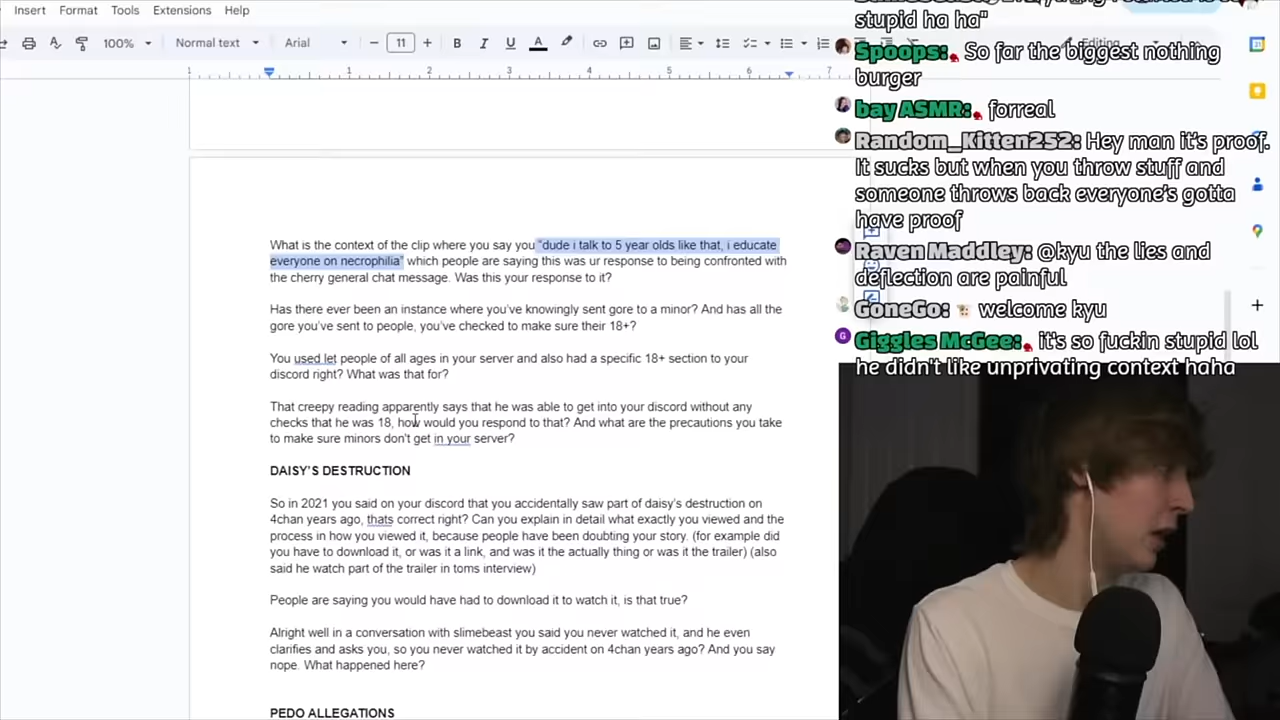 Insert Format Tools Extensions Help
100% Normal text Arial 11 B I U A Editing
1 1 2 3 4 5 6 7
What is the context of the clip where you say you "dude i talk to 5 year olds like that, i educate
everyone on necrophilia" which people are saying this was ur response to being confronted with
the cherry general chat message. Was this your response to it?
Has there ever been an instance where you've knowingly sent gore to a minor? And has all the
gore you've sent to people, you've checked to make sure their 18+?
You used let people of all ages in your server and also had a specific 18+ section to your
discord right? What was that for?
That creepy reading apparently says that he was able to get into your discord without any
checks that he was 18, how would you respond to that? And what are the precautions you take
to make sure minors don't get in your server?
DAISY'S DESTRUCTION
So in 2021 you said on your discord that you accidentally saw part of daisy's destruction on
4chan years ago, thats correct right? Can you explain in detail what exactly you viewed and the
process in how you viewed it, because people have been doubting your story. (for example did
you have to download it, or was it a link, and was it the actually thing or was it the trailer) (also
said he watch part of the trailer in toms interview)
People are saying you would have had to download it to watch it, is that true?
Alright well in a conversation with slimebeast you said you never watched it, and he even
clarifies and asks you, so you never watched it by accident on 4chan years ago? And you say
nope. What happened here?
PEDO ALLEGATIONS
stupid ha ha"
Spoops: So far the biggest nothing
burger
bay ASMR: forreal
Random_Kitten252: Hey man it's proof.
It sucks but when you throw stuff and
someone throws back everyone's gotta
have proof
Raven Maddley: @kyu the lies and
deflection are painful
GoneGo: welcome kyu
G
Giggles McGee: it's so fuckin stupid lol
he didn't like unprivating context haha